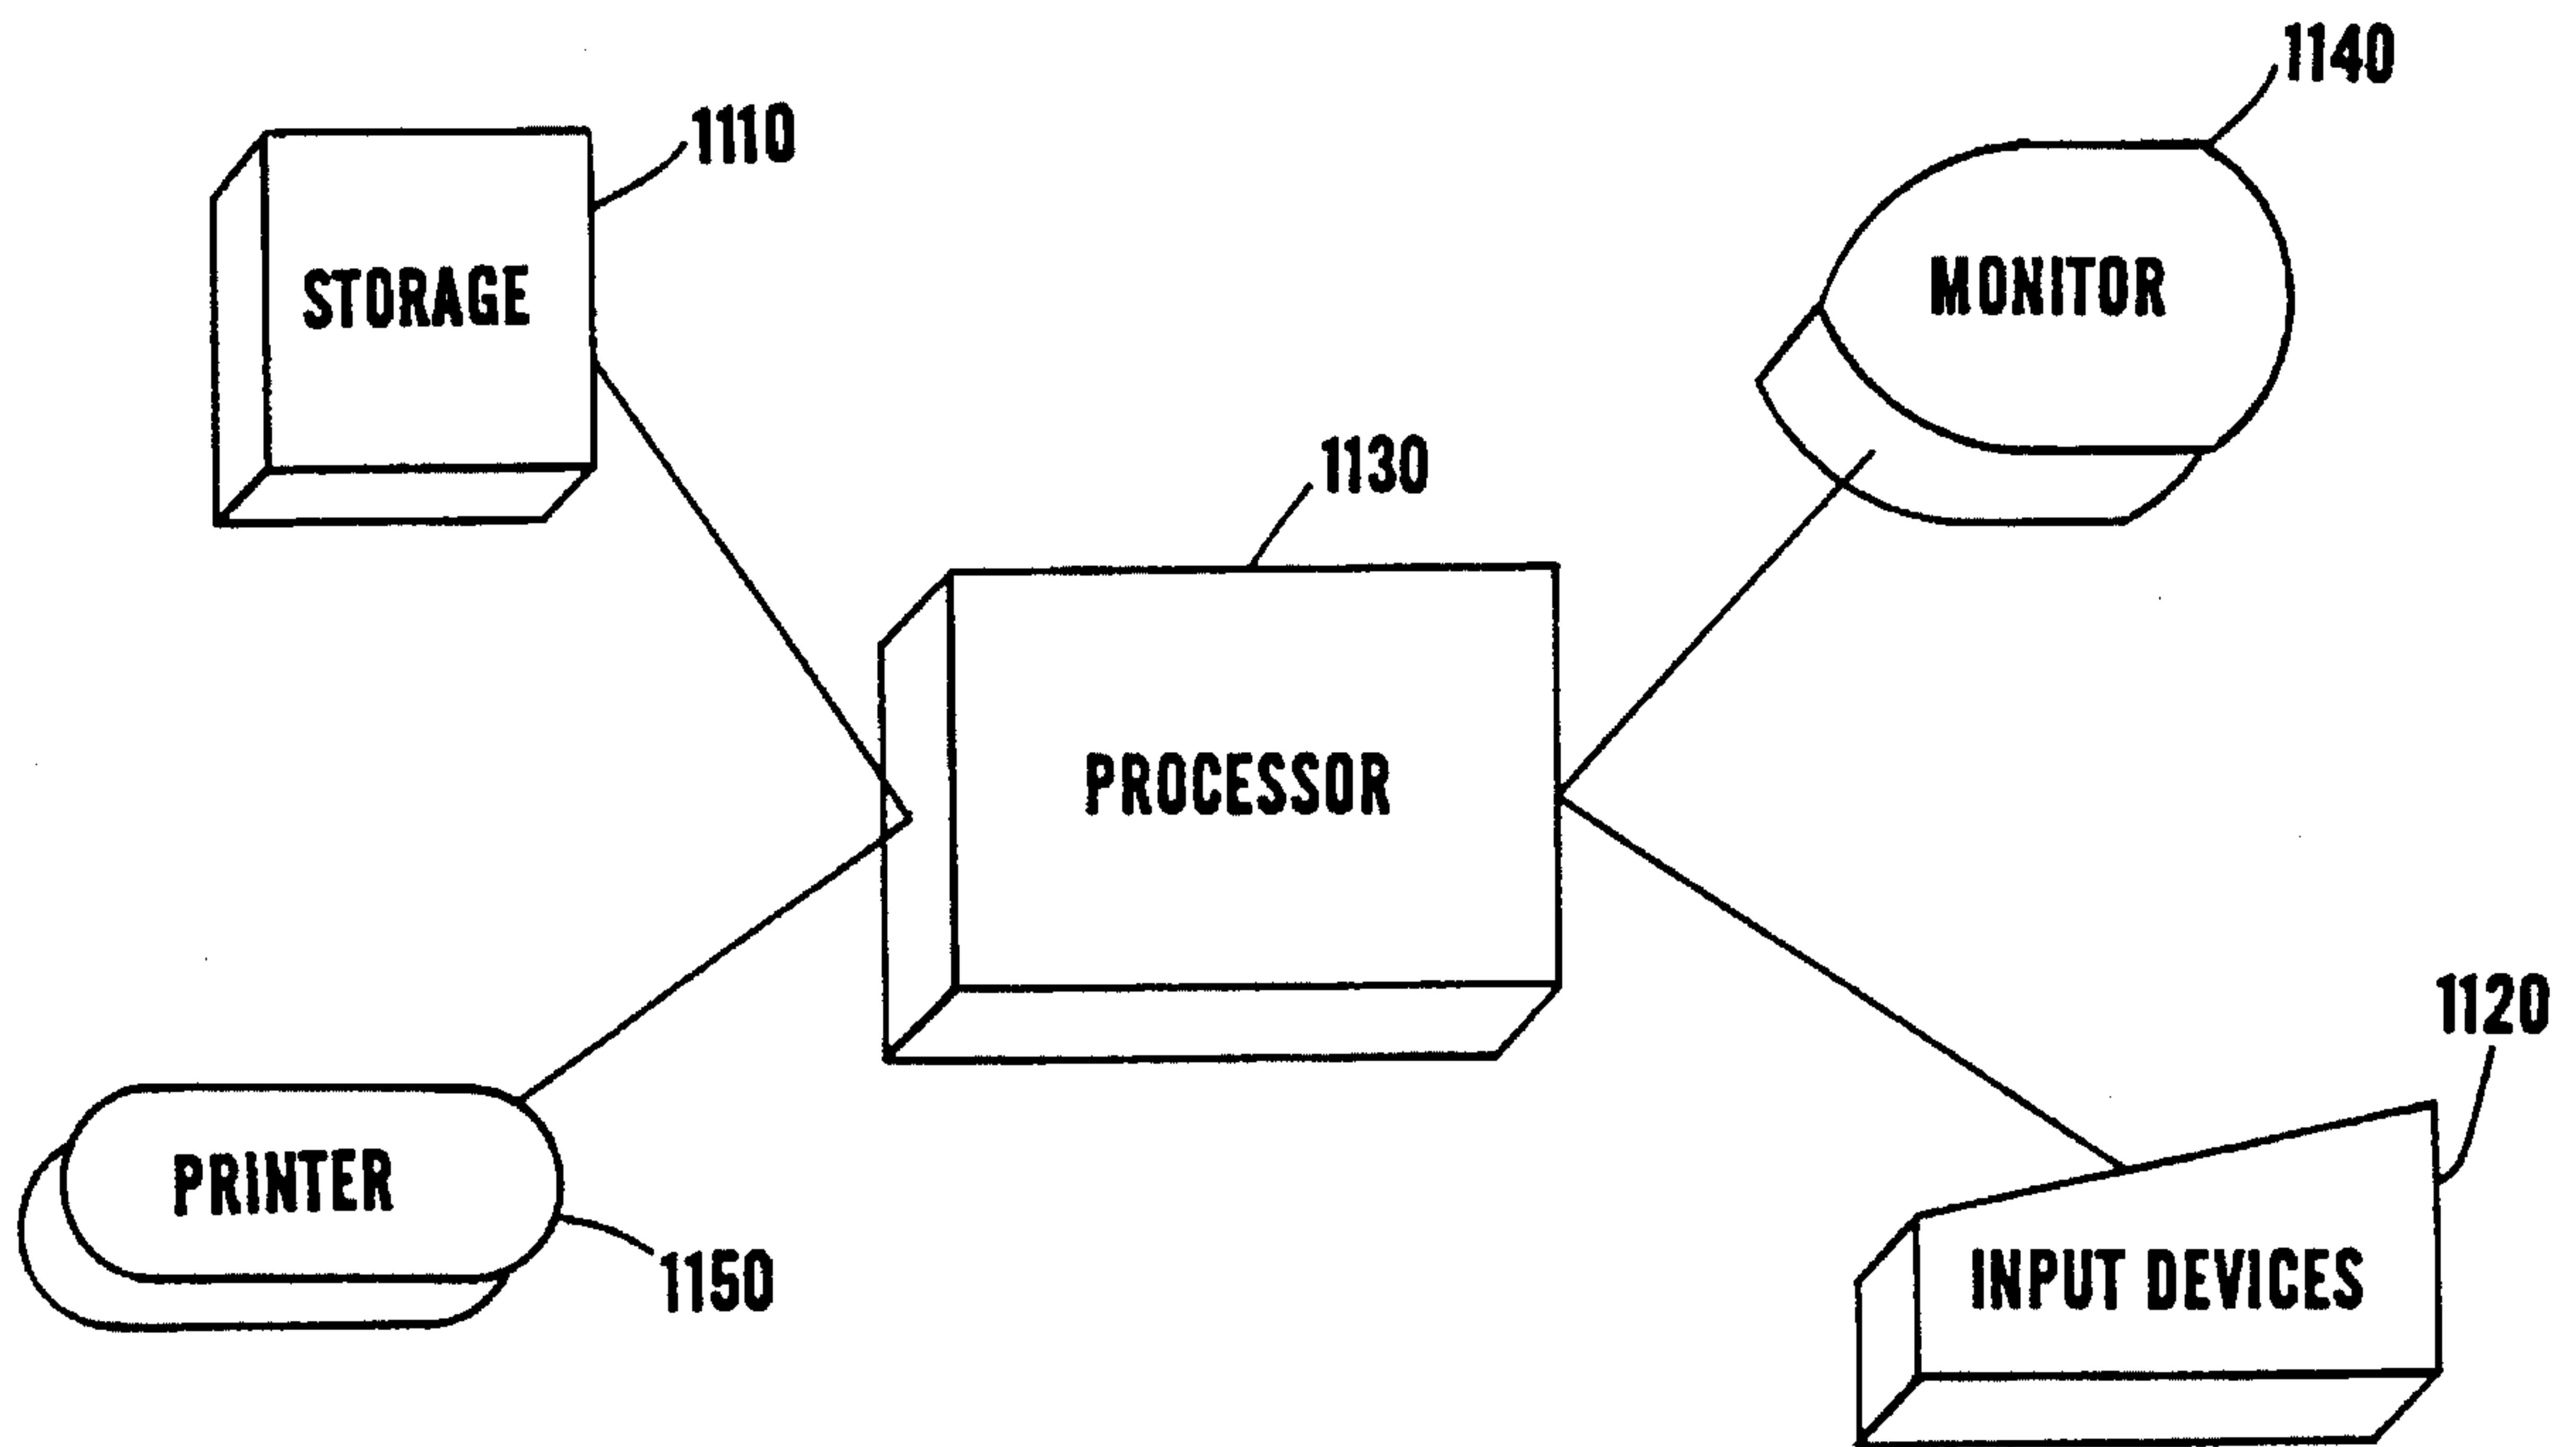 1140
1110
STORAGE
MONITOR
1130
PROCESSOR
1120
PRINTER
1150
INPUT DEVICES